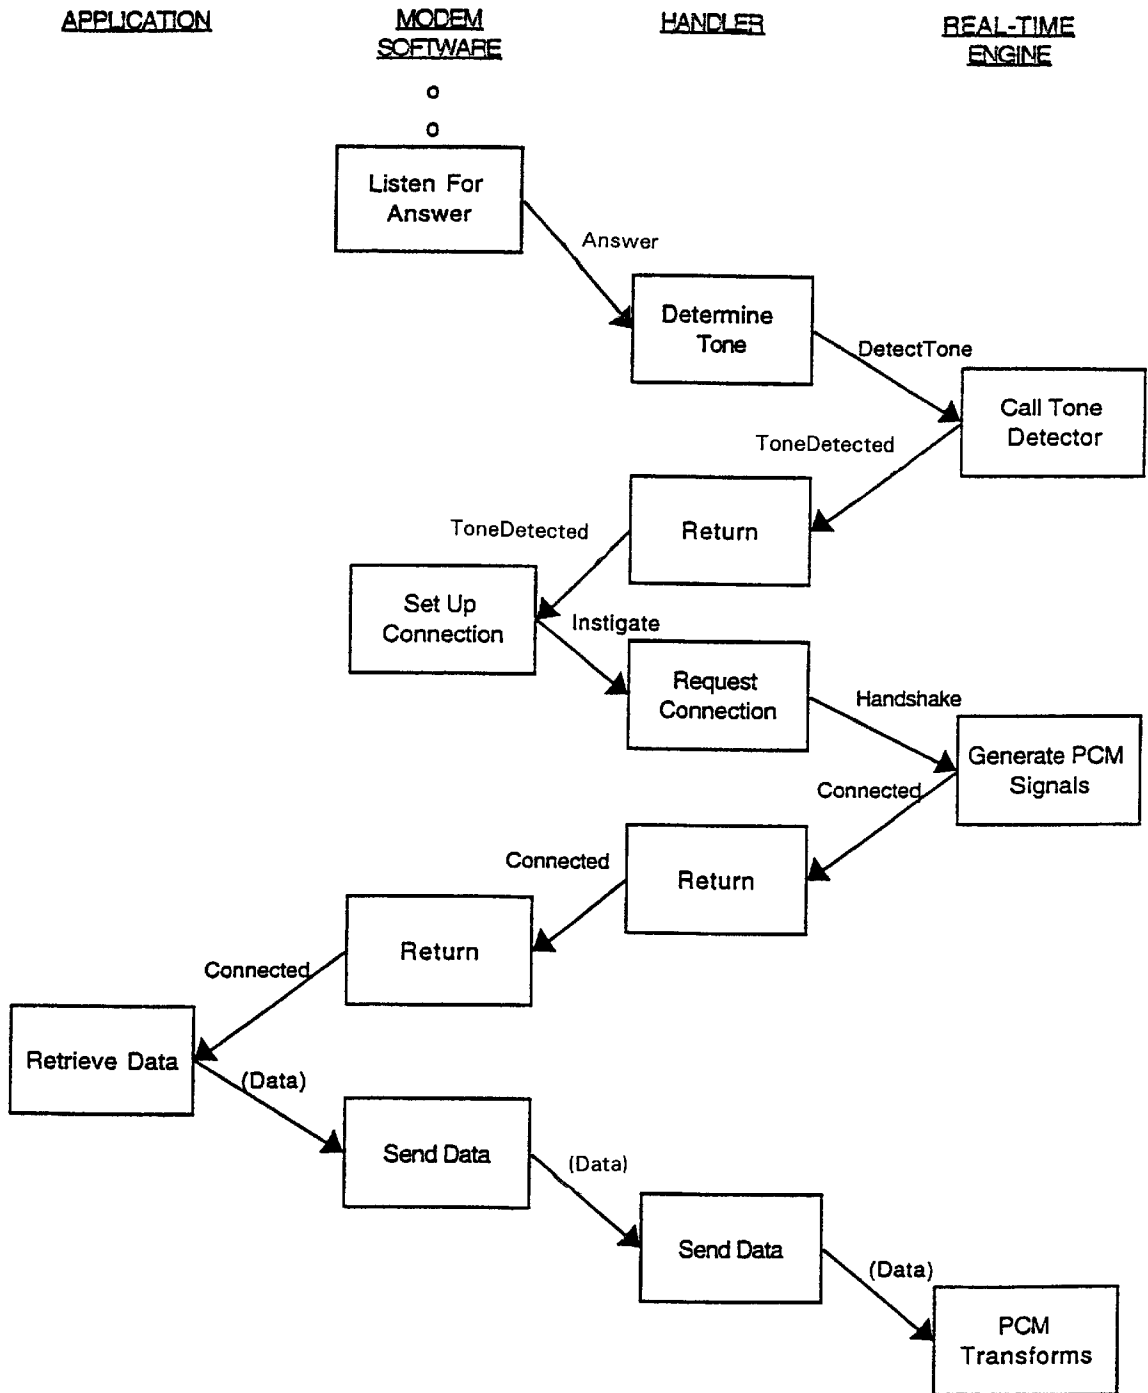 APPLICATION
MODEM
SOFTWARE
HANDLER
REAL-TIME
ENGINE
Listen For
Answer
Answer
Determine
Tone
DetectTone
Call Tone
Detector
ToneDetected
Return
ToneDetected
Set Up
Connection
Instigate
Request
Connection
Handshake
Generate PCM
Signals
Connected
Return
Connected
Return
Connected
Retrieve Data
(Data)
Send Data
(Data)
Send Data
(Data)
PCM
Transforms